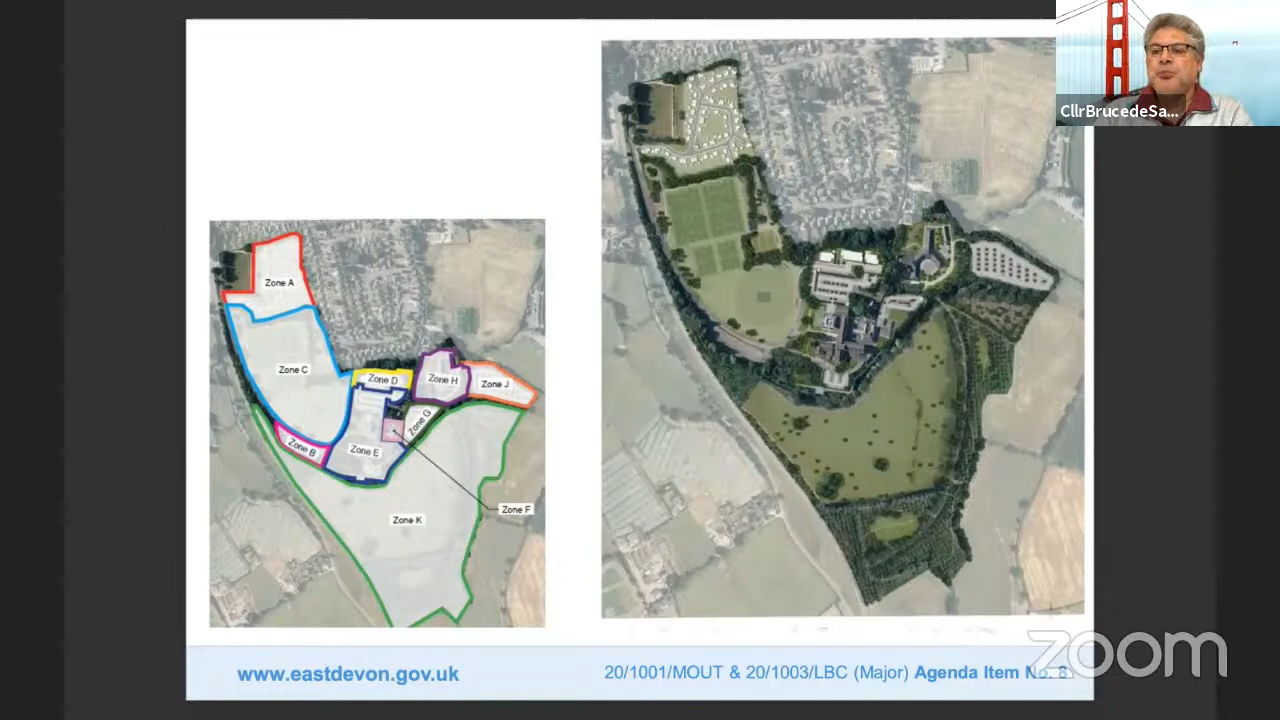 CllrBrucedeSa...
Zone A
Zone C
Zone D
Zone H
Zone J
Zone G
Zone B
Zone E
Zone F
Zone K
www.eastdevon.gov.uk
20/1001/MOUT & 20/1003/LBC (Major) Agenda Item No. 8
zoom